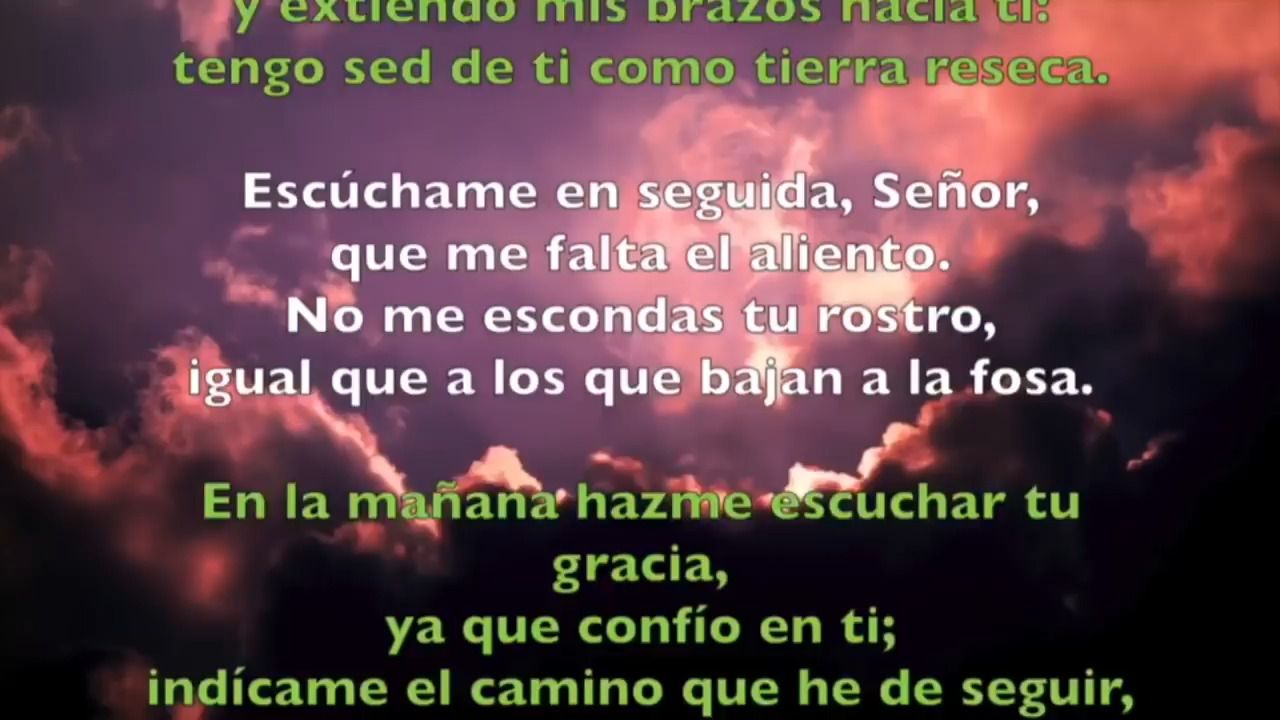 y extiendo mis brazos hacia ti:
tengo sed de ti como tierra reseca.
Escúchame en seguida, Señor,
que me falta el aliento.
No me escondas tu rostro,
igual que a los que bajan a la fosa.
En la mañana hazme escuchar tu
gracia,
ya que confío en ti;
indícame el camino que he de seguir,